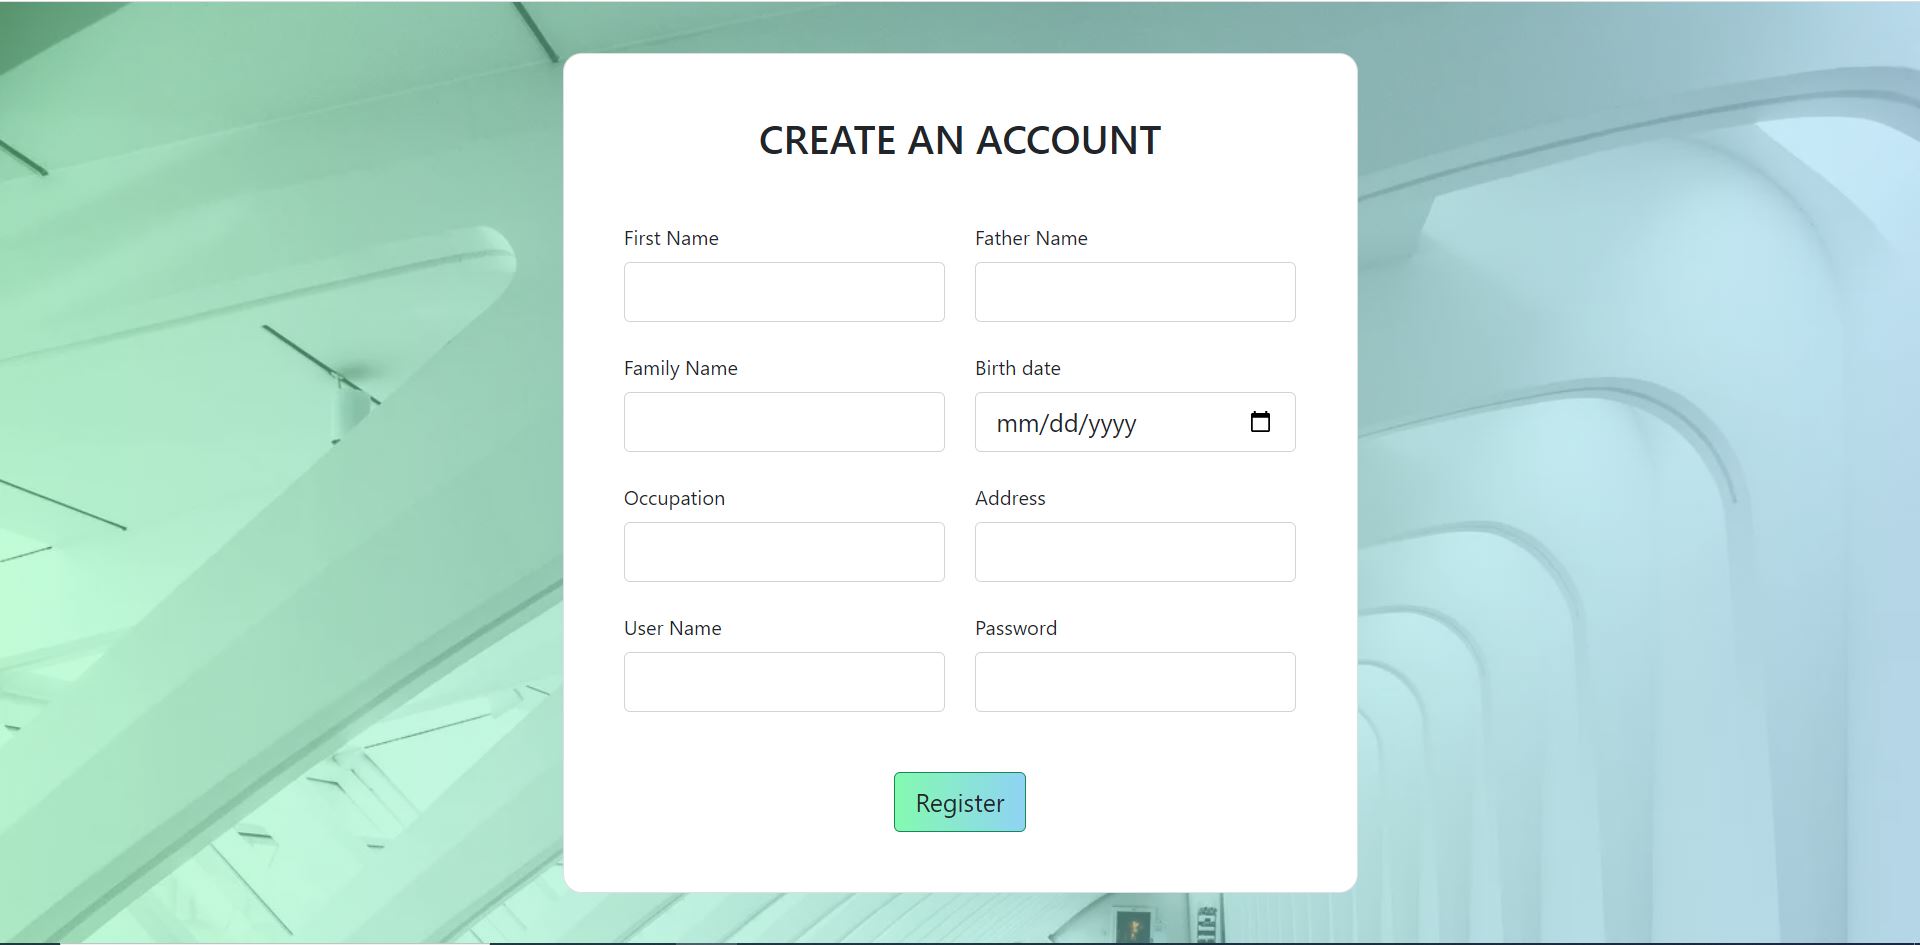 CREATE AN ACCOUNT
First Name
Father Name
Family Name
Birth date
mm/dd/yyyy
Occupation
Address
User Name
Password
Register